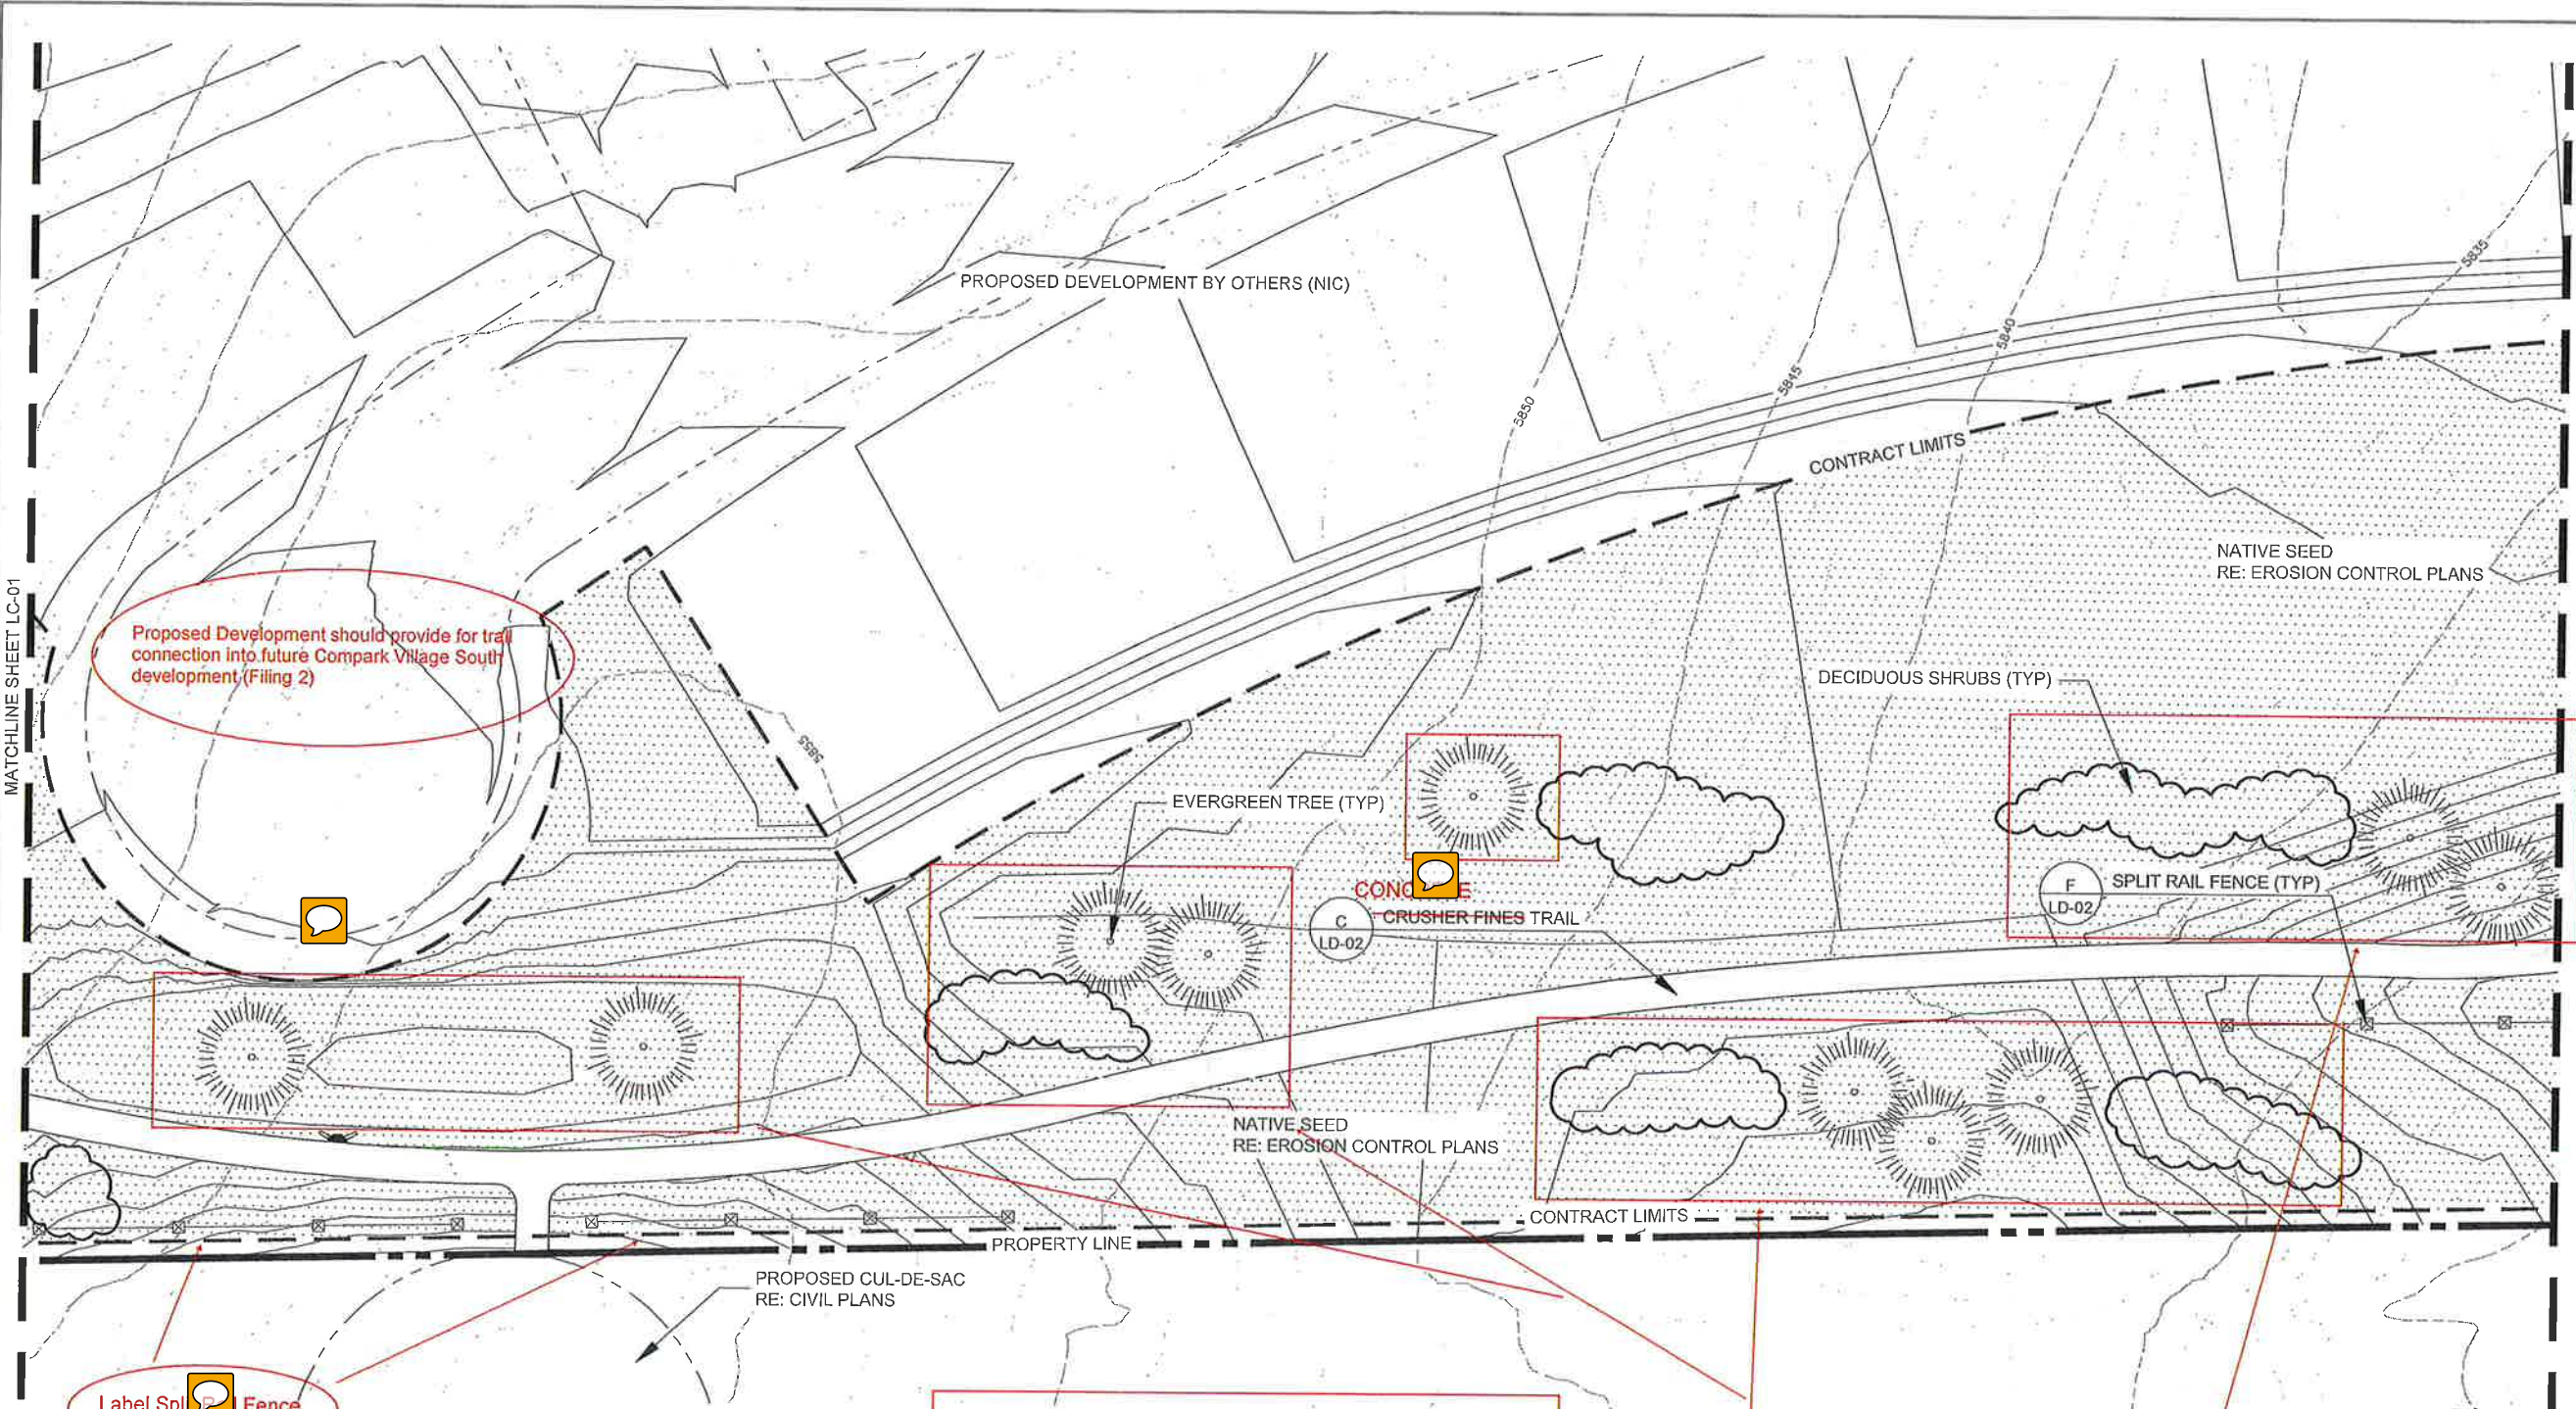 PROPOSED DEVELOPMENT BY OTHERS (NIC)
5835
5840
5845
5850
CONTRACT LIMITS
NATIVE SEED
RE: EROSION CONTROL PLANS
MATCHLINE SHEET LC-01
Proposed Development should provide for trail
connection into future Compark Village South
development (Filing 2)
DECIDUOUS SHRUBS (TYP)
5855
EVERGREEN TREE (TYP)
F
LD-02
SPLIT RAIL FENCE (TYP)
C
LD-02
CRUSHER FINES TRAIL
NATIVE SEED
RE: EROSION CONTROL PLANS
CONTRACT LIMITS
PROPERTY LINE
PROPOSED CUL-DE-SAC
RE: CIVIL PLANS
Label Fence